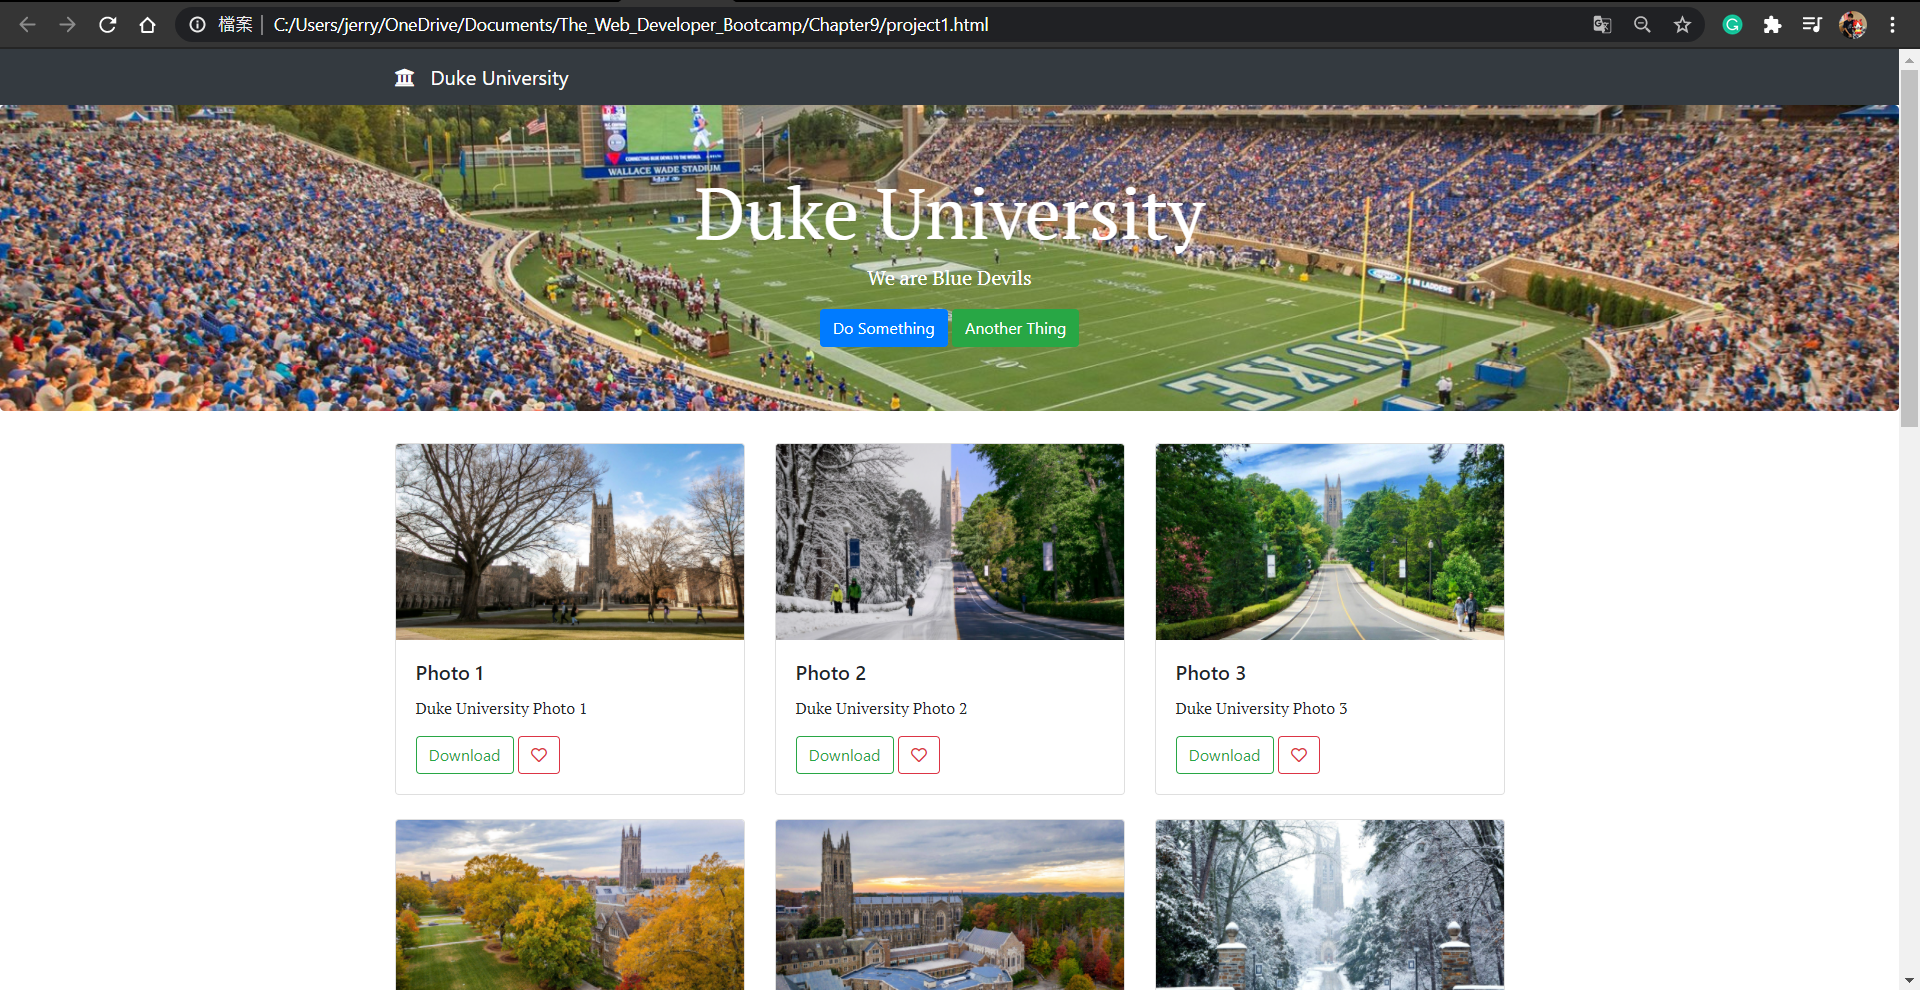 檔案 C:/Users/jerry/OneDrive/Documents/The_Web_Developer_Bootcamp/Chapter9/project1.html
Duke University
WALLACE WADE STADIUM
Duke University
We are Blue Devils
Do Something Another Thing
DUKE
Photo 1
Duke University Photo 1
Download
Photo 2
Duke University Photo 2
Download
Photo 3
Duke University Photo 3
Download